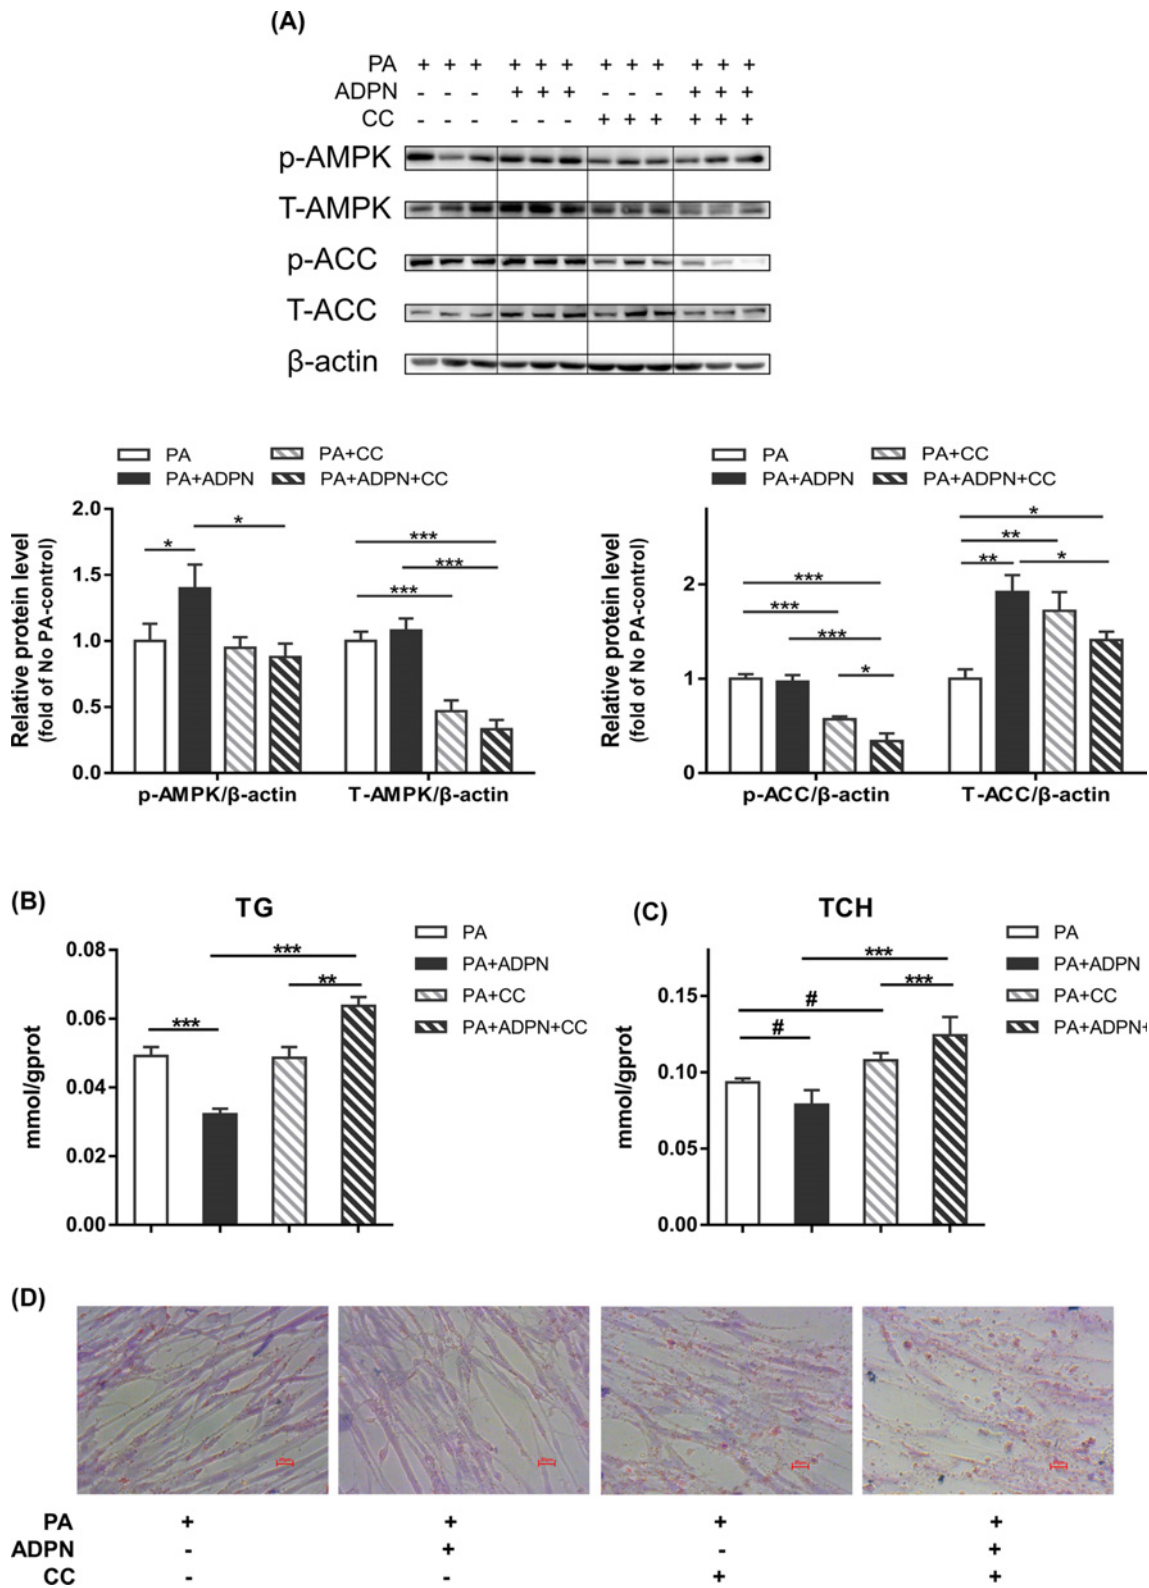 (A)
PA + + + + + + + + + + + +
ADPN - - - + + + - - - + + +
CC - - - - - + + + + + +
p-AMPK
T-AMPK
p-ACC
T-ACC
β-actin
PA PA+CC
PA+ADPN PA+ADPN+CC
Relative protein level
(fold of No PA-control)
2.0
1.5
1.0
0.5
0.0
* * *** *** ***
p-AMPK/β-actin T-AMPK/β-actin
PA PA+CC
PA+ADPN PA+ADPN+CC
Relative protein level
(fold of No PA-control)
2
1
0
*** *** *** * * ** ** *
p-ACC/β-actin T-ACC/β-actin
(B)
TG
mmol/gprot
0.08
0.06
0.04
0.02
0.00
*** *** **
PA
PA+ADPN
PA+CC
PA+ADPN+CC
(C)
TCH
mmol/gprot
0.15
0.10
0.05
0.00
*** *** # #
PA
PA+ADPN
PA+CC
PA+ADPN+
(D)
PA + + + +
ADPN - + - +
CC - - + +